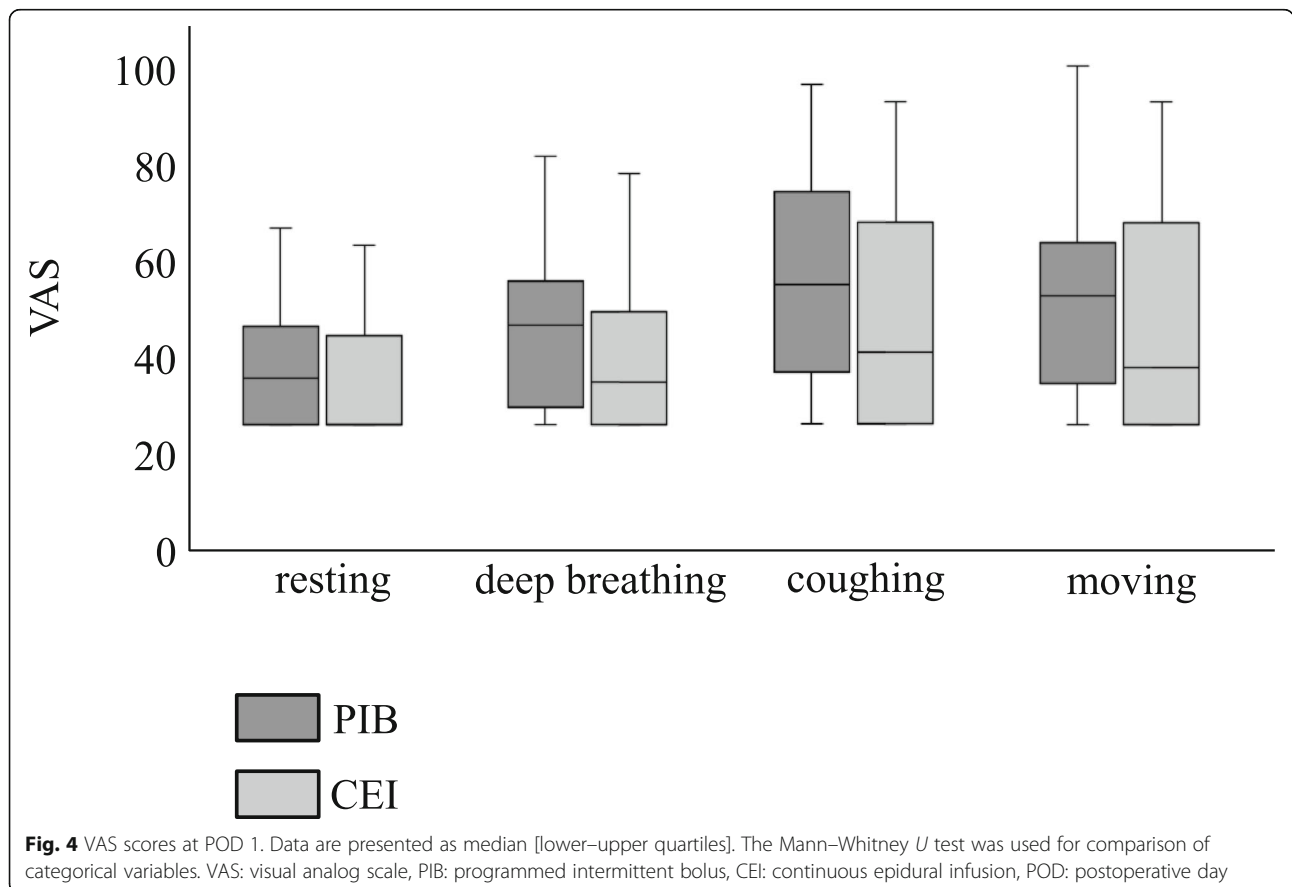 100
80
60
40
20
0
VAS
resting deep breathing coughing moving
PIB
CEI
Fig. 4 VAS scores at POD 1. Data are presented as median [lower–upper quartiles]. The Mann–Whitney U test was used for comparison of
categorical variables. VAS: visual analog scale, PIB: programmed intermittent bolus, CEI: continuous epidural infusion, POD: postoperative day